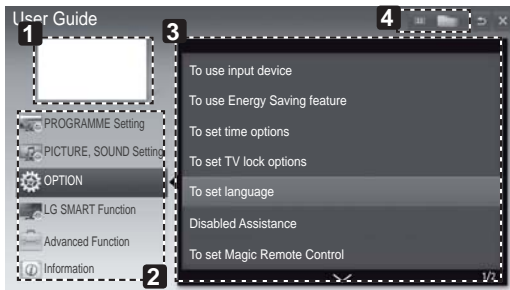 User Guide
4
1
3
To use input device
To use Energy Saving feature
To set time options
To set TV lock options
To set language
Disabled Assistance
To set Magic Remote Control
1/2
PROGRAMME Setting
PICTURE, SOUND Setting
OPTION
LG SMART Function
Advanced Function
Information
2